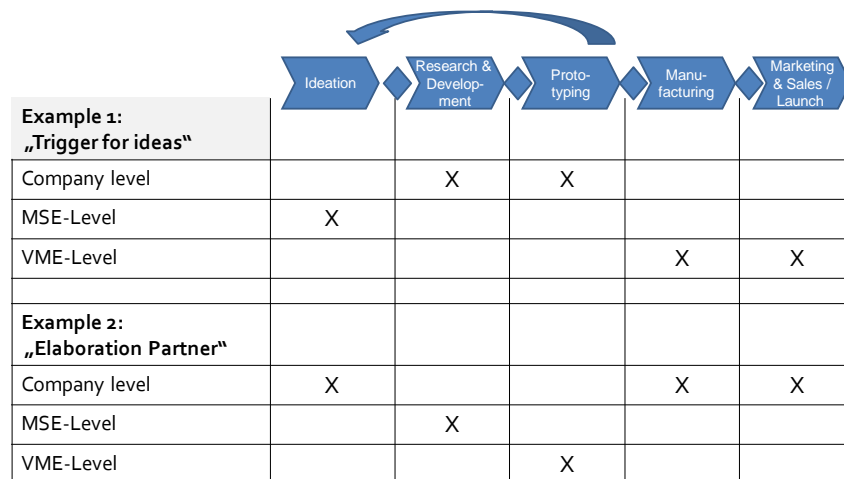 Ideation
Research &
Develop-
ment
Proto-
typing
Manu-
facturing
Marketing
& Sales /
Launch
Example 1:
„Trigger for ideas“
Company level X X
MSE-Level X
VME-Level X X
Example 2:
„Elaboration Partner“
Company level X X X
MSE-Level X
VME-Level X